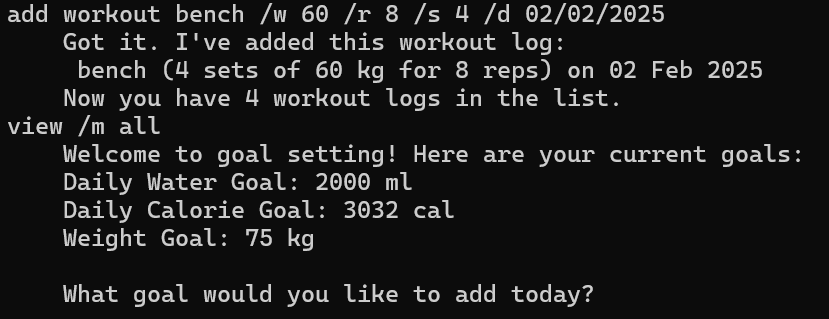 add workout bench /w 60 /r 8 /s 4 /d 02/02/2025
Got it. I've added this workout log:
bench (4 sets of 60 kg for 8 reps) on 02 Feb 2025
Now you have 4 workout logs in the list.
view /m all
Welcome to goal setting! Here are your current goals:
Daily Water Goal: 2000 ml
Daily Calorie Goal: 3032 cal
Weight Goal: 75 kg
What goal would you like to add today?